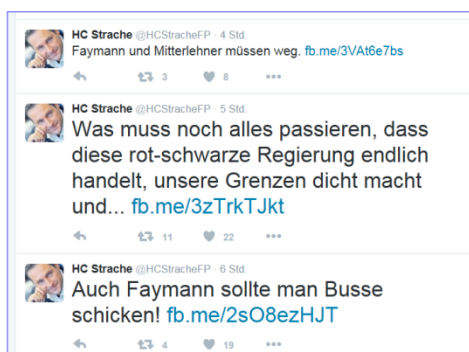 HC Strache @HCStracheFP · 4 Std.
Faymann und Mitterlehner müssen weg. fb.me/3VAt6e7bs
3 8
HC Strache @HCStracheFP · 5 Std.
Was muss noch alles passieren, dass
diese rot-schwarze Regierung endlich
handelt, unsere Grenzen dicht macht
und... fb.me/3zTrkTJkt
11 22
HC Strache @HCStracheFP · 6 Std.
Auch Faymann sollte man Busse
schicken! fb.me/2sO8ezHJT
4 19